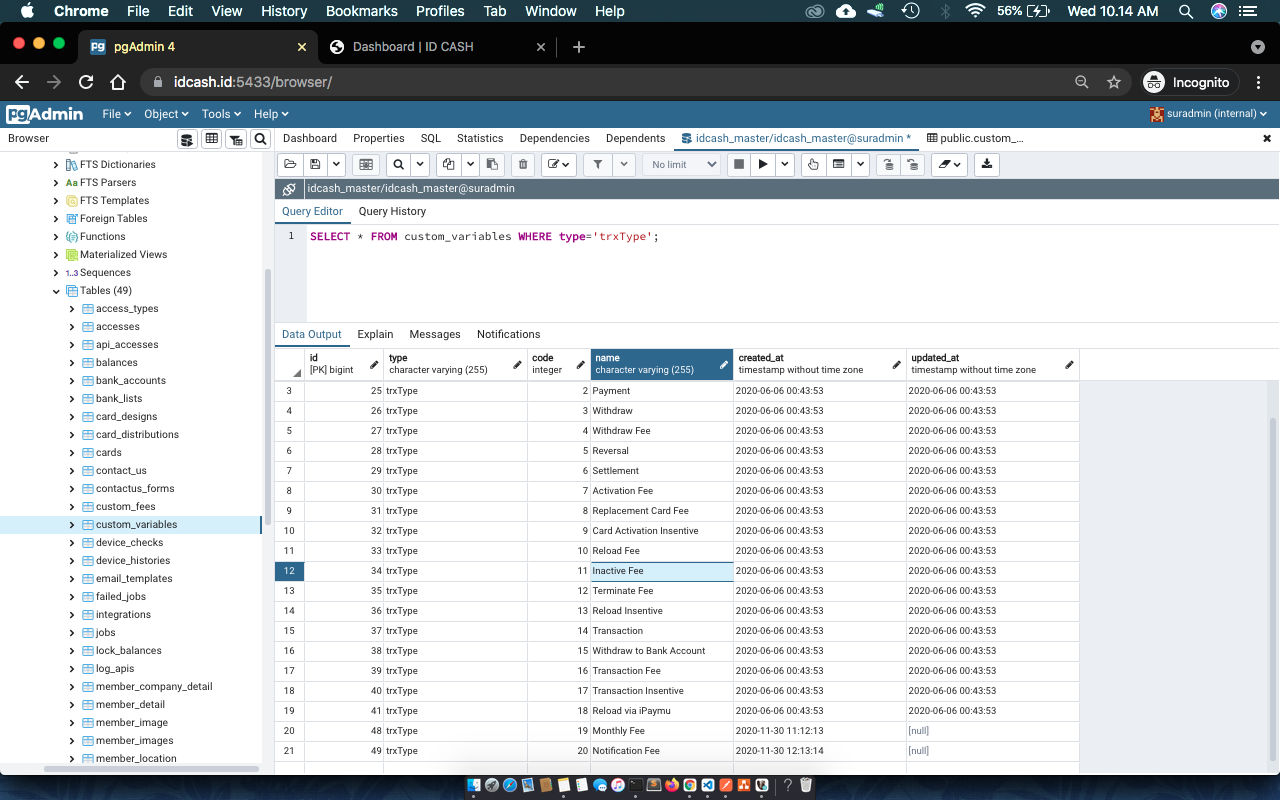 Chrome File Edit View History Bookmarks Profiles Tab Window Help 56% Wed 10.14 AM
pgAdmin 4 Dashboard | ID CASH
idcash.id:5433/browser/ Incognito
pgAdmin File Object Tools Help suradmin (internal)
Browser
Dashboard Properties SQL Statistics Dependencies Dependents idcash_master/idcash_master@suradmin * public.custom_...
No limit
idcash_master/idcash_master@suradmin
Query Editor Query History
1 SELECT * FROM custom_variables WHERE type='trxType';
FTS Dictionaries
FTS Parsers
FTS Templates
Foreign Tables
Functions
Materialized Views
1..3 Sequences
Tables (49)
access_types
accesses
api_accesses
balances
bank_accounts
bank_lists
card_designs
card_distributions
cards
contact_us
contactus_forms
custom_fees
custom_variables
device_checks
device_histories
email_templates
failed_jobs
integrations
jobs
lock_balances
log_apis
member_company_detail
member_detail
member_image
member_images
member_location
Data Output Explain Messages Notifications
id type code name created_at updated_at
[PK] bigint character varying (255) integer character varying (255) timestamp without time zone timestamp without time zone
3 25 trxType 2 Payment 2020-06-06 00:43:53 2020-06-06 00:43:53
4 26 trxType 3 Withdraw 2020-06-06 00:43:53 2020-06-06 00:43:53
5 27 trxType 4 Withdraw Fee 2020-06-06 00:43:53 2020-06-06 00:43:53
6 28 trxType 5 Reversal 2020-06-06 00:43:53 2020-06-06 00:43:53
7 29 trxType 6 Settlement 2020-06-06 00:43:53 2020-06-06 00:43:53
8 30 trxType 7 Activation Fee 2020-06-06 00:43:53 2020-06-06 00:43:53
9 31 trxType 8 Replacement Card Fee 2020-06-06 00:43:53 2020-06-06 00:43:53
10 32 trxType 9 Card Activation Insentive 2020-06-06 00:43:53 2020-06-06 00:43:53
11 33 trxType 10 Reload Fee 2020-06-06 00:43:53 2020-06-06 00:43:53
12 34 trxType 11 Inactive Fee 2020-06-06 00:43:53 2020-06-06 00:43:53
13 35 trxType 12 Terminate Fee 2020-06-06 00:43:53 2020-06-06 00:43:53
14 36 trxType 13 Reload Insentive 2020-06-06 00:43:53 2020-06-06 00:43:53
15 37 trxType 14 Transaction 2020-06-06 00:43:53 2020-06-06 00:43:53
16 38 trxType 15 Withdraw to Bank Account 2020-06-06 00:43:53 2020-06-06 00:43:53
17 39 trxType 16 Transaction Fee 2020-06-06 00:43:53 2020-06-06 00:43:53
18 40 trxType 17 Transaction Insentive 2020-06-06 00:43:53 2020-06-06 00:43:53
19 41 trxType 18 Reload via iPaymu 2020-06-06 00:43:53 2020-06-06 00:43:53
20 48 trxType 19 Monthly Fee 2020-11-30 11:12:13 [null]
21 49 trxType 20 Notification Fee 2020-11-30 12:13:14 [null]